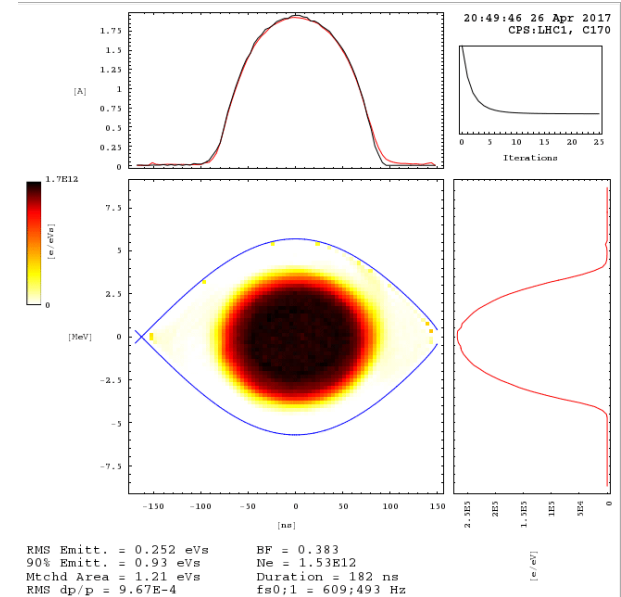 20:49:46 26 Apr 2017
CPS:LHC1, C170
1.75
1.5
1.25
1
0.75
0.5
0.25
0
[A]
0 5 10 15 20 25
Iterations
1.7E12
[e/eVs]
0
7.5
5
2.5
0
-2.5
-5
-7.5
[MeV]
-150 -100 -50 0 50 100 150
[ns]
2.5E5 2E5 1.5E5 1E5 5E4 0
[e/eV]
RMS Emitt. = 0.252 eVs BF = 0.383
90% Emitt. = 0.93 eVs Ne = 1.53E12
Mtchd Area = 1.21 eVs Duration = 182 ns
RMS dp/p = 9.67E-4 fs0;1 = 609;493 Hz